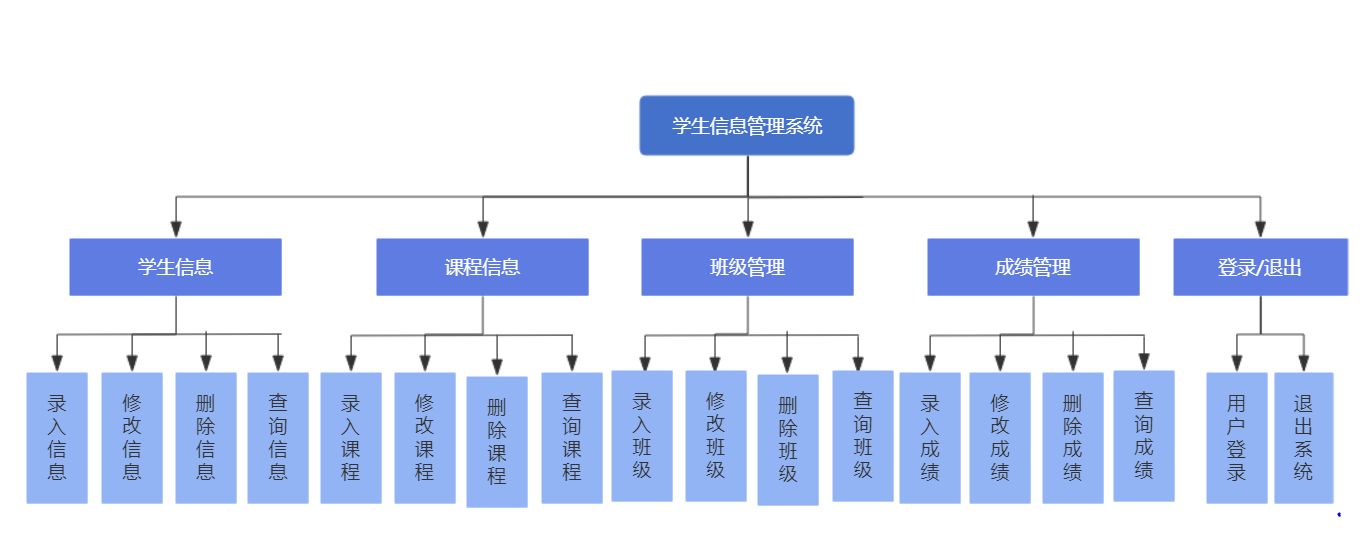 学生信息管理系统
学生信息
课程信息
班级管理
成绩管理
登录/退出
录入信息
修改信息
删除信息
查询信息
录入课程
修改课程
删除课程
查询课程
录入班级
修改班级
删除班级
查询班级
录入成绩
修改成绩
删除成绩
查询成绩
用户登录
退出系统